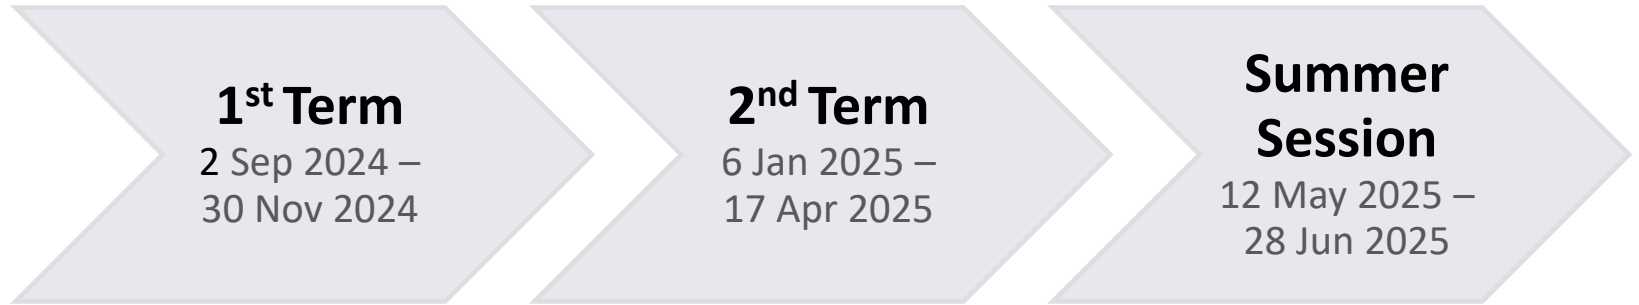 1st Term
2 Sep 2024 –
30 Nov 2024
2nd Term
6 Jan 2025 –
17 Apr 2025
Summer
Session
12 May 2025 –
28 Jun 2025